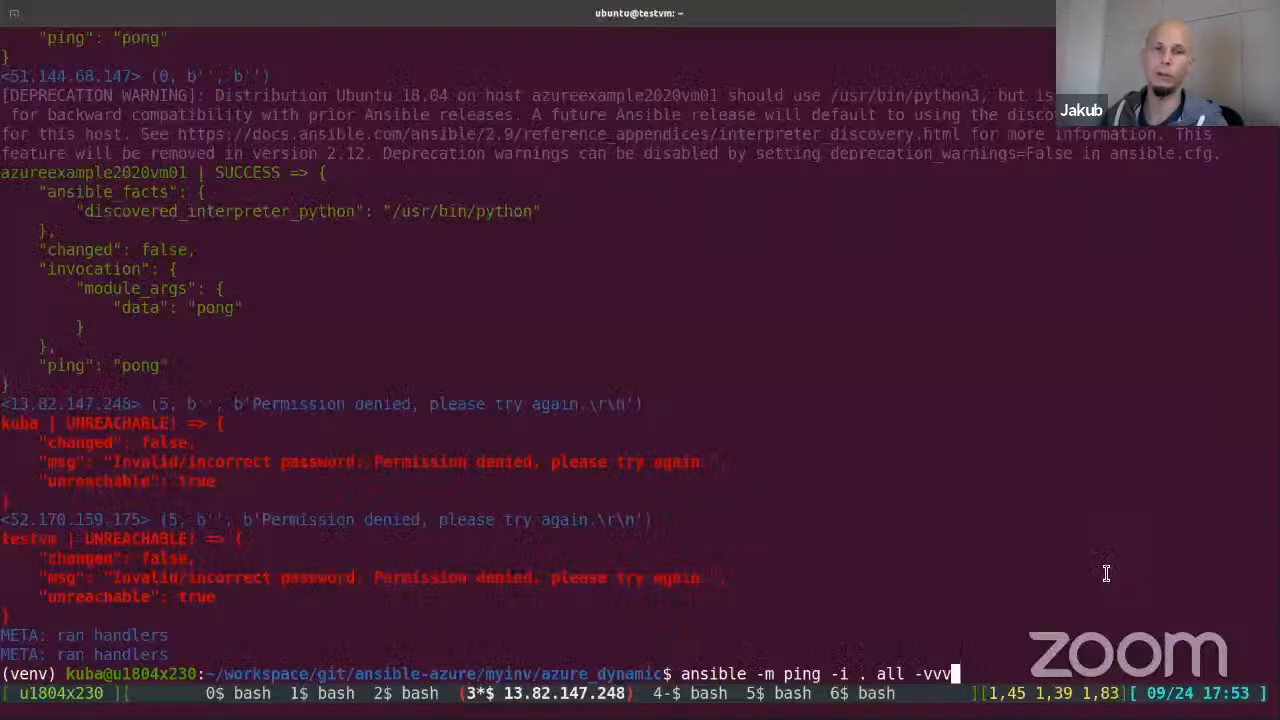 ubuntu@testvm: ~
"ping": "pong"
}
<51.144.68.147> (0, b'', b'')
[DEPRECATION WARNING]: Distribution Ubuntu 18.04 on host azureexample2020vm01 should use /usr/bin/python3, but is
for backward compatibility with prior Ansible releases. A future Ansible release will default to using the disco
for this host. See https://docs.ansible.com/ansible/2.9/reference_appendices/interpreter_discovery.html for more information. This
feature will be removed in version 2.12. Deprecation warnings can be disabled by setting deprecation_warnings=False in ansible.cfg.
azureexample2020vm01 | SUCCESS => {
"ansible_facts": {
"discovered_interpreter_python": "/usr/bin/python"
},
"changed": false,
"invocation": {
"module_args": {
"data": "pong"
}
},
"ping": "pong"
}
<13.82.147.248> (5, b'', b'Permission denied, please try again.\r\n')
kuba | UNREACHABLE! => {
"changed": false,
"msg": "Invalid/incorrect password: Permission denied, please try again.",
"unreachable": true
}
<52.170.159.175> (5, b'', b'Permission denied, please try again.\r\n')
testvm | UNREACHABLE! => {
"changed": false,
"msg": "Invalid/incorrect password: Permission denied, please try again.",
"unreachable": true
}
META: ran handlers
META: ran handlers
(venv) kuba@u1804x230:~/workspace/git/ansible-azure/myinv/azure_dynamic$ ansible -m ping -i . all -vvv
[ u1804x230 ][ 0$ bash 1$ bash 2$ bash (3*$ 13.82.147.248) 4-$ bash 5$ bash 6$ bash ][1,45 1,39 1,83][ 09/24 17:53 ]
Jakub
zoom